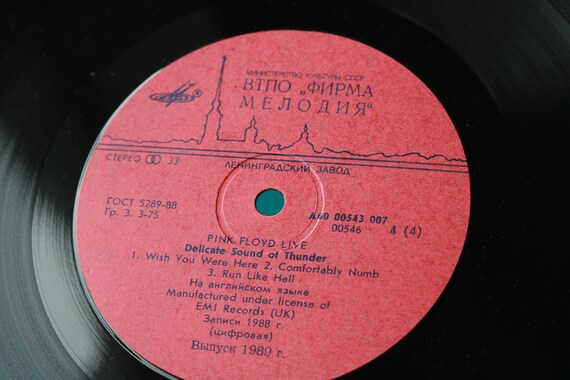 МИНИСТЕРСТВО КУЛЬТУРЫ СССР
ВТПО „ФИРМА
МЕЛОДИЯ“
СТЕРЕО 33
ЛЕНИНГРАДСКИЙ ЗАВОД
ГОСТ 5289-88
Гр. 3. 3-75
А60 00543 007
00546 4 (4)
PINK FLOYD LIVE
Delicate Sound of Thunder
1. Wish You Were Here 2. Comfortably Numb
3. Run Like Hell
На английском языке
Manufactured under license of
EMI Records (UK)
Записи 1988 г.
(цифровая)
Выпуск 1989 г.